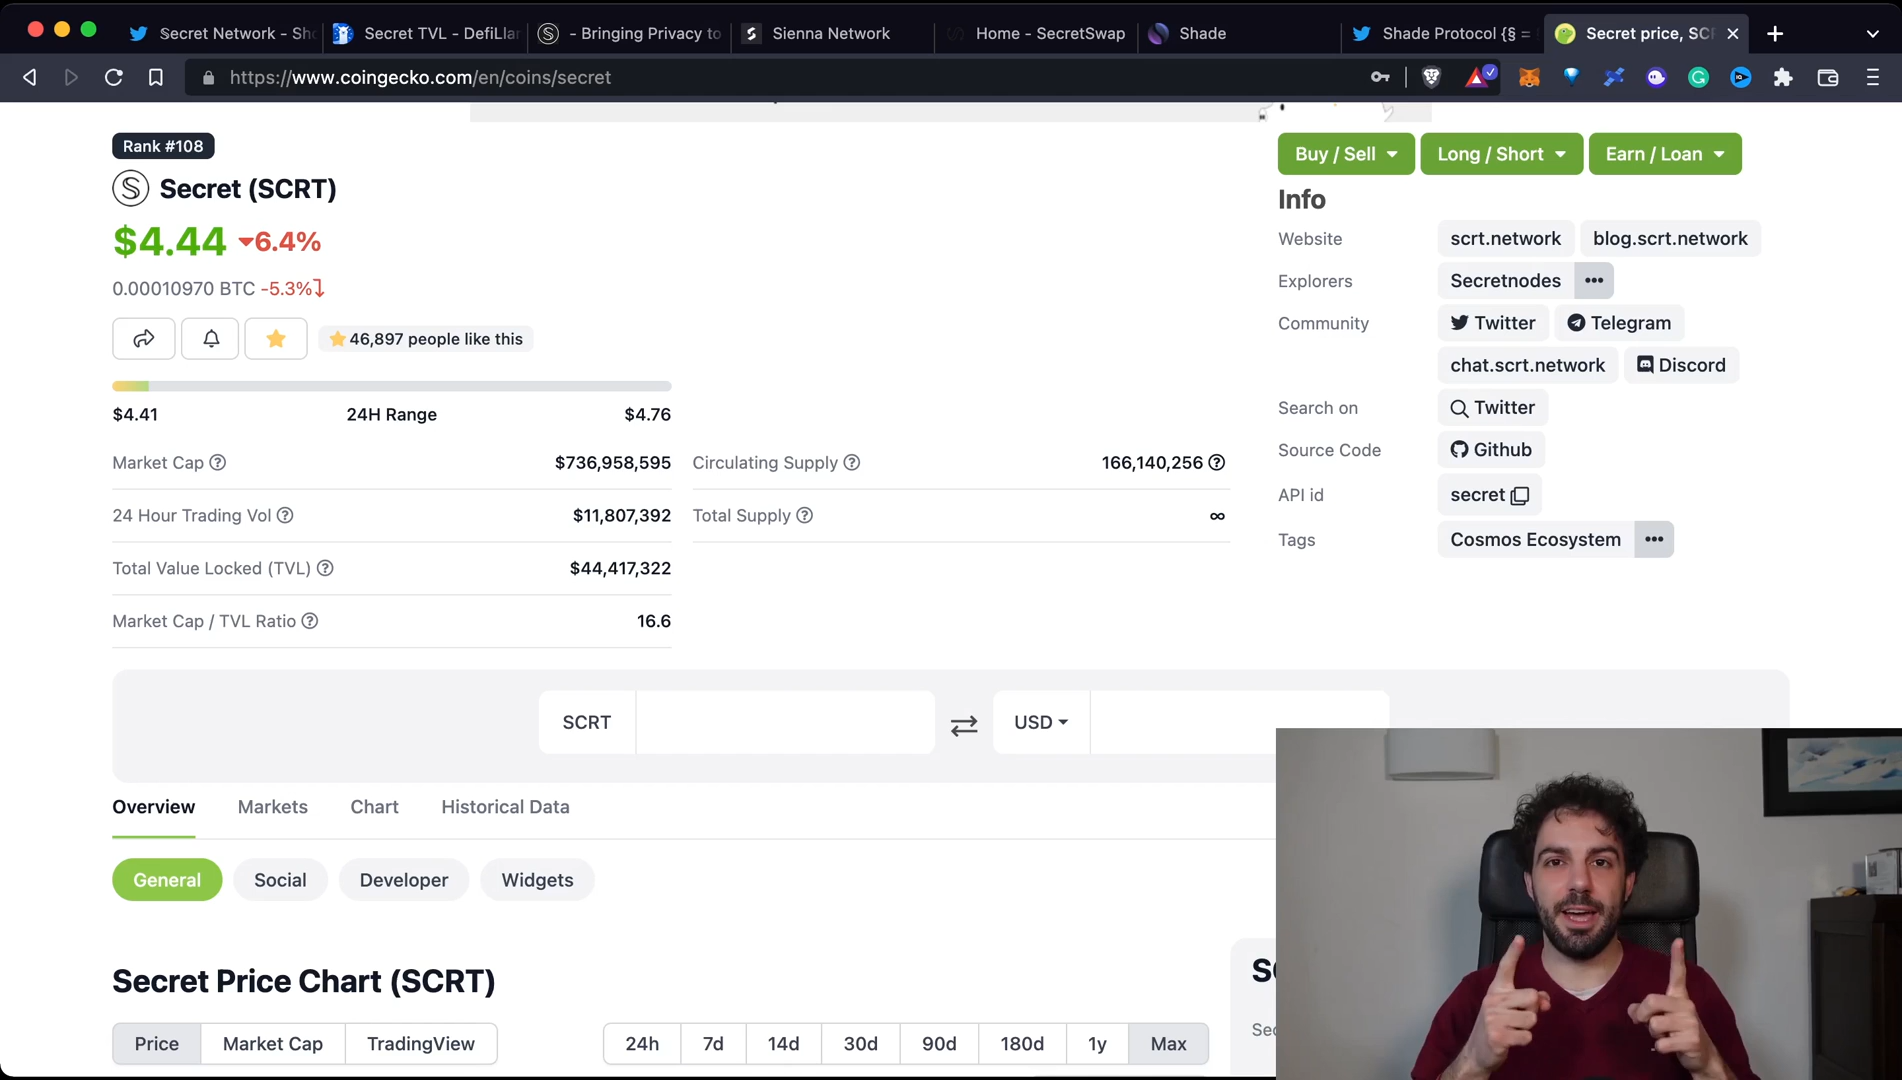 Secret Network - Sh
Secret TVL - DefiLla
- Bringing Privacy to
Sienna Network
Home - SecretSwap
Shade
Shade Protocol {§ =
Secret price, SC
https://www.coingecko.com/en/coins/secret
Rank #108
Secret (SCRT)
$4.44 6.4%
0.00010970 BTC -5.3%
46,897 people like this
$4.41 24H Range $4.76
Market Cap $736,958,595
24 Hour Trading Vol $11,807,392
Total Value Locked (TVL) $44,417,322
Market Cap / TVL Ratio 16.6
Circulating Supply 166,140,256
Total Supply ∞
Buy / Sell Long / Short Earn / Loan
Info
Website scrt.network blog.scrt.network
Explorers Secretnodes •••
Community Twitter Telegram
chat.scrt.network Discord
Search on Twitter
Source Code Github
API id secret
Tags Cosmos Ecosystem •••
SCRT USD
Overview Markets Chart Historical Data
General Social Developer Widgets
Secret Price Chart (SCRT)
Price Market Cap TradingView
24h 7d 14d 30d 90d 180d 1y Max